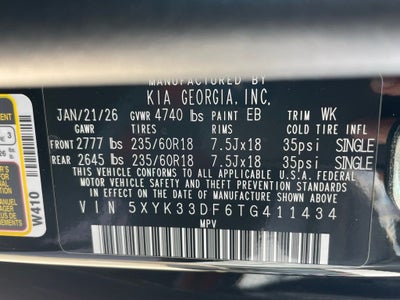 MANUFACTURED BY
KIA GEORGIA, INC.
JAN/21/26 GVWR 4740 lbs PAINT EB TRIM WK
GAWR TIRES RIMS COLD TIRE INFL
FRONT 2777 lbs 235/60R18 7.5Jx18 35psi SINGLE
REAR 2645 lbs 235/60R18 7.5Jx18 35psi SINGLE
THIS VEHICLE CONFORMS TO ALL APPLICABLE U.S.A. FEDERAL
MOTOR VEHICLE SAFETY STANDARDS IN EFFECT ON THE DATE OF
MANUFACTURE SHOWN ABOVE.
VIN 5XYK33DF6TG411434
MPV
W410
3
26